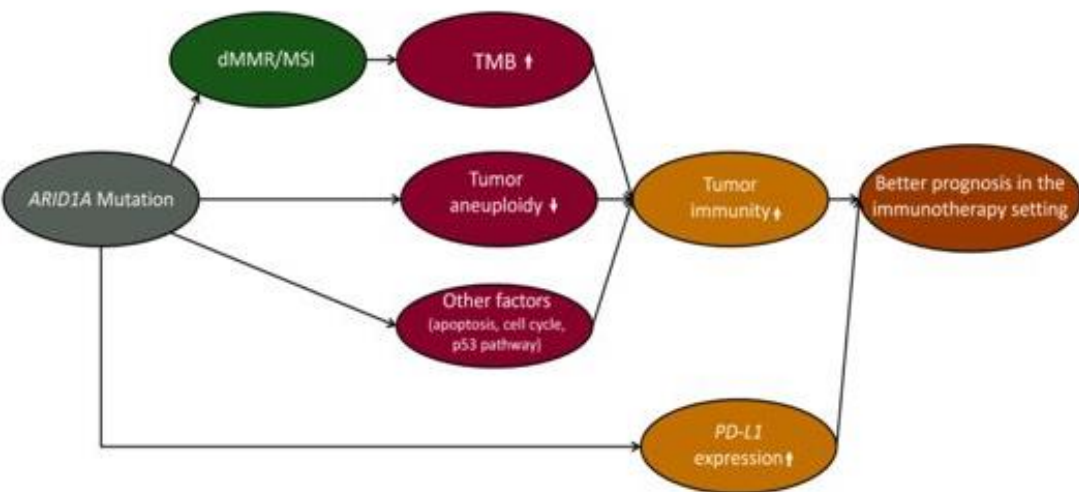 dMMR/MSI
TMB ⬆
ARID1A Mutation
Tumor
aneuploidy ⬇
Tumor
immunity⬆
Better prognosis in the
immunotherapy setting
Other factors
(apoptosis, cell cycle,
p53 pathway)
PD-L1
expression⬆